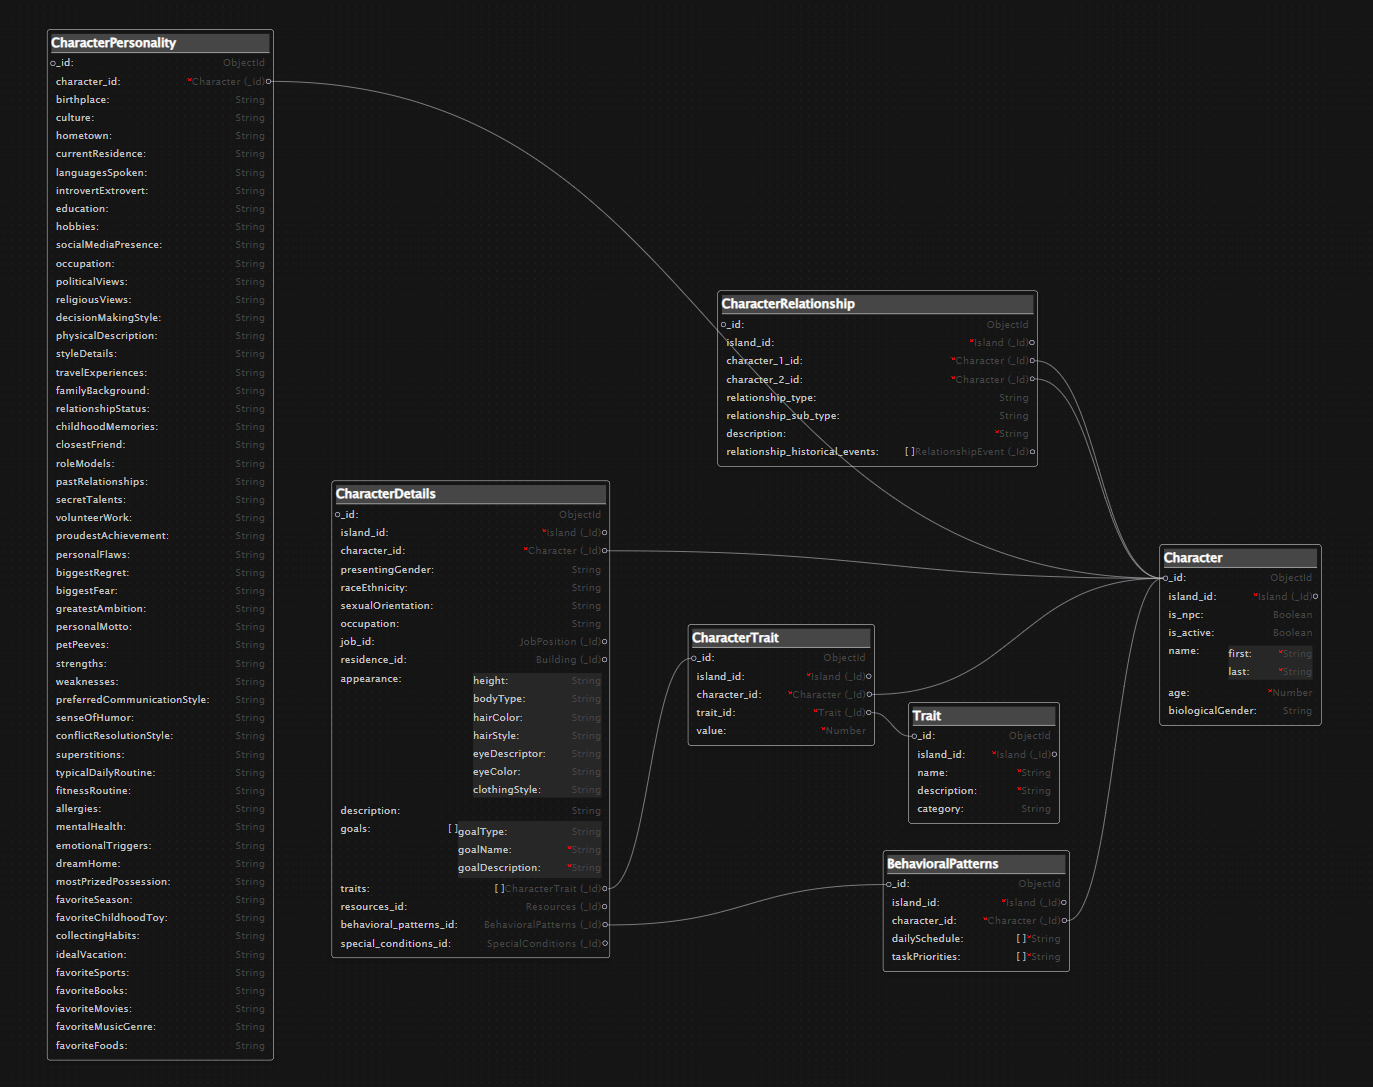 CharacterPersonality
_id: ObjectId
character_id: *Character (_Id)
birthplace: String
culture: String
hometown: String
currentResidence: String
languagesSpoken: String
introvertExtrovert: String
education: String
hobbies: String
socialMediaPresence: String
occupation: String
politicalViews: String
religiousViews: String
decisionMakingStyle: String
physicalDescription: String
styleDetails: String
travelExperiences: String
familyBackground: String
relationshipStatus: String
childhoodMemories: String
closestFriend: String
roleModels: String
pastRelationships: String
secretTalents: String
volunteerWork: String
proudestAchievement: String
personalFlaws: String
biggestRegret: String
biggestFear: String
greatestAmbition: String
personalMotto: String
petPeeves: String
strengths: String
weaknesses: String
preferredCommunicationStyle: String
senseOfHumor: String
conflictResolutionStyle: String
superstitions: String
typicalDailyRoutine: String
fitnessRoutine: String
allergies: String
mentalHealth: String
emotionalTriggers: String
dreamHome: String
mostPrizedPossession: String
favoriteSeason: String
favoriteChildhoodToy: String
collectingHabits: String
idealVacation: String
favoriteSports: String
favoriteBooks: String
favoriteMovies: String
favoriteMusicGenre: String
favoriteFoods: String
CharacterRelationship
_id: ObjectId
island_id: *Island (_Id)
character_1_id: *Character (_Id)
character_2_id: *Character (_Id)
relationship_type: String
relationship_sub_type: String
description: *String
relationship_historical_events: [ ]RelationshipEvent (_Id)
CharacterDetails
_id: ObjectId
island_id: *Island (_Id)
character_id: *Character (_Id)
presentingGender: String
raceEthnicity: String
sexualOrientation: String
occupation: String
job_id: JobPosition (_Id)
residence_id: Building (_Id)
appearance: height: String
bodyType: String
hairColor: String
hairStyle: String
eyeDescriptor: String
eyeColor: String
clothingStyle: String
description: String
goals: [ ] goalType: String
goalName: *String
goalDescription: *String
traits: [ ]CharacterTrait (_Id)
resources_id: Resources (_Id)
behavioral_patterns_id: BehavioralPatterns (_Id)
special_conditions_id: SpecialConditions (_Id)
CharacterTrait
_id: ObjectId
island_id: *Island (_Id)
character_id: *Character (_Id)
trait_id: *Trait (_Id)
value: *Number
Trait
_id: ObjectId
island_id: *Island (_Id)
name: *String
description: *String
category: String
BehavioralPatterns
_id: ObjectId
island_id: *Island (_Id)
character_id: *Character (_Id)
dailySchedule: [ ]*String
taskPriorities: [ ]*String
Character
_id: ObjectId
island_id: *Island (_Id)
is_npc: Boolean
is_active: Boolean
name: first: *String
last: *String
age: *Number
biologicalGender: String